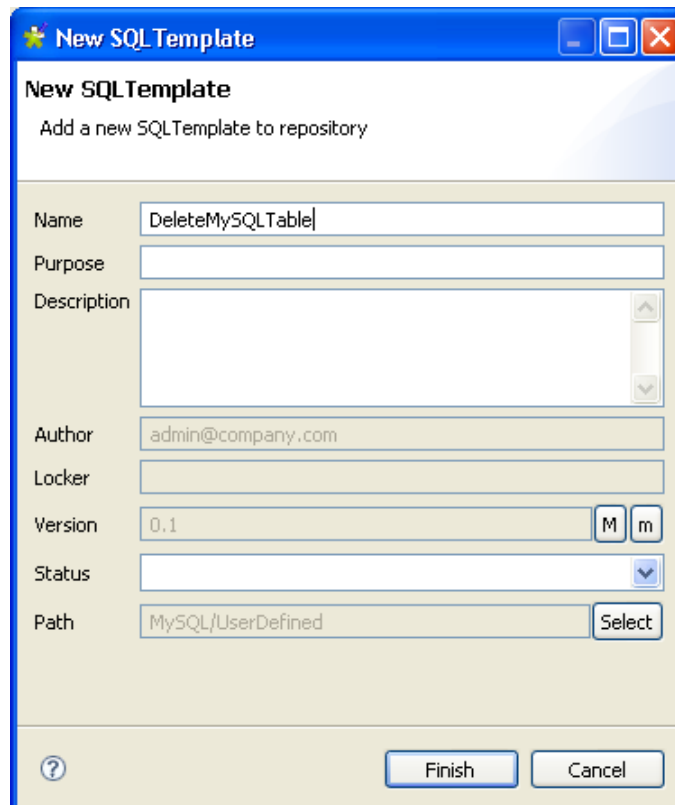 New SQLTemplate
New SQLTemplate
Add a new SQLTemplate to repository
Name DeleteMySQLTable
Purpose
Description
Author admin@company.com
Locker
Version 0.1 M m
Status
Path MySQL/UserDefined Select
? Finish Cancel